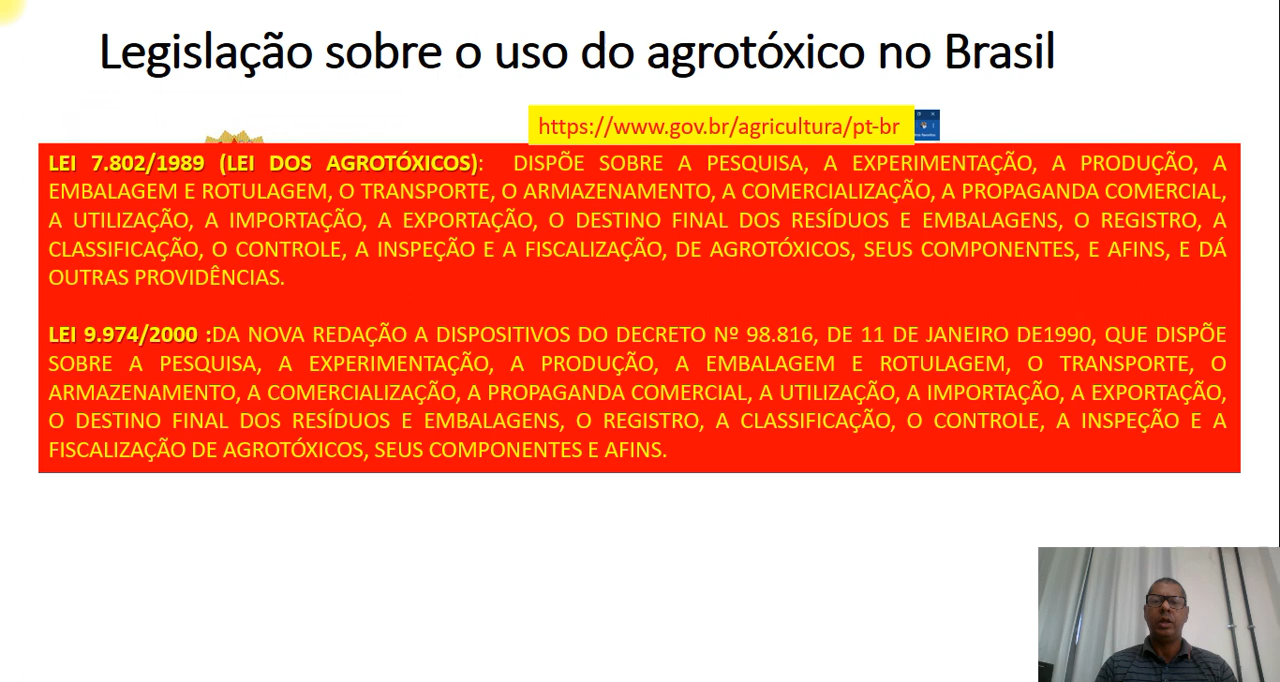 Legislação sobre o uso do agrotóxico no Brasil
https://www.gov.br/agricultura/pt-br
LEI 7.802/1989 (LEI DOS AGROTÓXICOS): DISPÕE SOBRE A PESQUISA, A EXPERIMENTAÇÃO, A PRODUÇÃO, A
EMBALAGEM E ROTULAGEM, O TRANSPORTE, O ARMAZENAMENTO, A COMERCIALIZAÇÃO, A PROPAGANDA COMERCIAL,
A UTILIZAÇÃO, A IMPORTAÇÃO, A EXPORTAÇÃO, O DESTINO FINAL DOS RESÍDUOS E EMBALAGENS, O REGISTRO, A
CLASSIFICAÇÃO, O CONTROLE, A INSPEÇÃO E A FISCALIZAÇÃO, DE AGROTÓXICOS, SEUS COMPONENTES, E AFINS, E DÁ
OUTRAS PROVIDÊNCIAS.
LEI 9.974/2000 :DA NOVA REDAÇÃO A DISPOSITIVOS DO DECRETO Nº 98.816, DE 11 DE JANEIRO DE1990, QUE DISPÕE
SOBRE A PESQUISA, A EXPERIMENTAÇÃO, A PRODUÇÃO, A EMBALAGEM E ROTULAGEM, O TRANSPORTE, O
ARMAZENAMENTO, A COMERCIALIZAÇÃO, A PROPAGANDA COMERCIAL, A UTILIZAÇÃO, A IMPORTAÇÃO, A EXPORTAÇÃO,
O DESTINO FINAL DOS RESÍDUOS E EMBALAGENS, O REGISTRO, A CLASSIFICAÇÃO, O CONTROLE, A INSPEÇÃO E A
FISCALIZAÇÃO DE AGROTÓXICOS, SEUS COMPONENTES E AFINS.